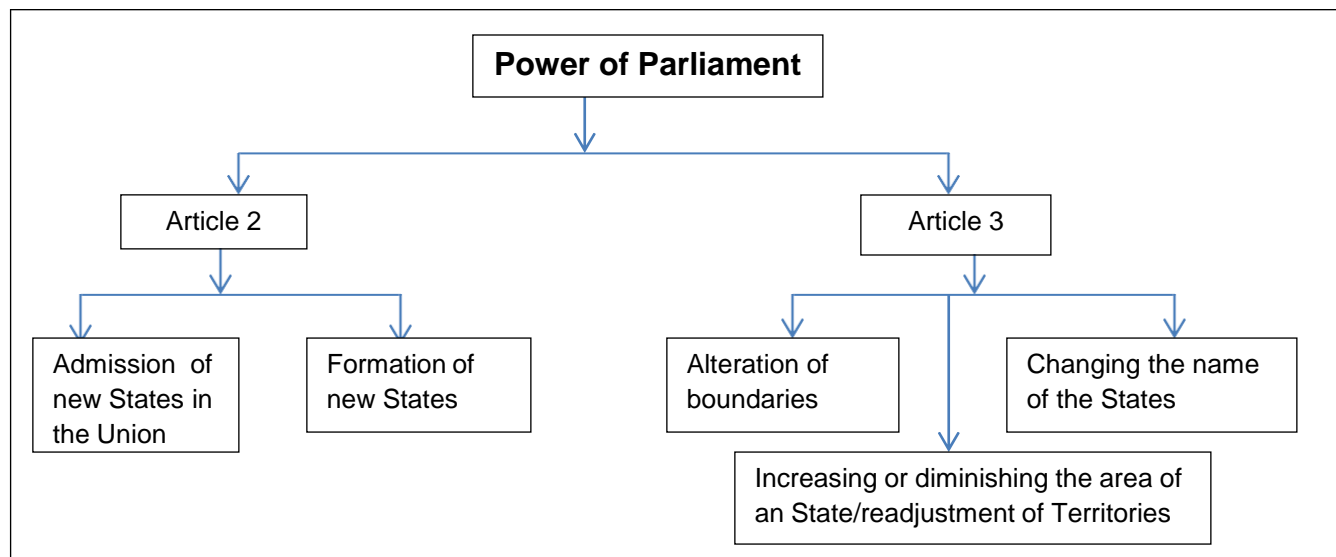 Power of Parliament
Article 2
Article 3
Admission of
new States in
the Union
Formation of
new States
Alteration of
boundaries
Changing the name
of the States
Increasing or diminishing the area of
an State/readjustment of Territories